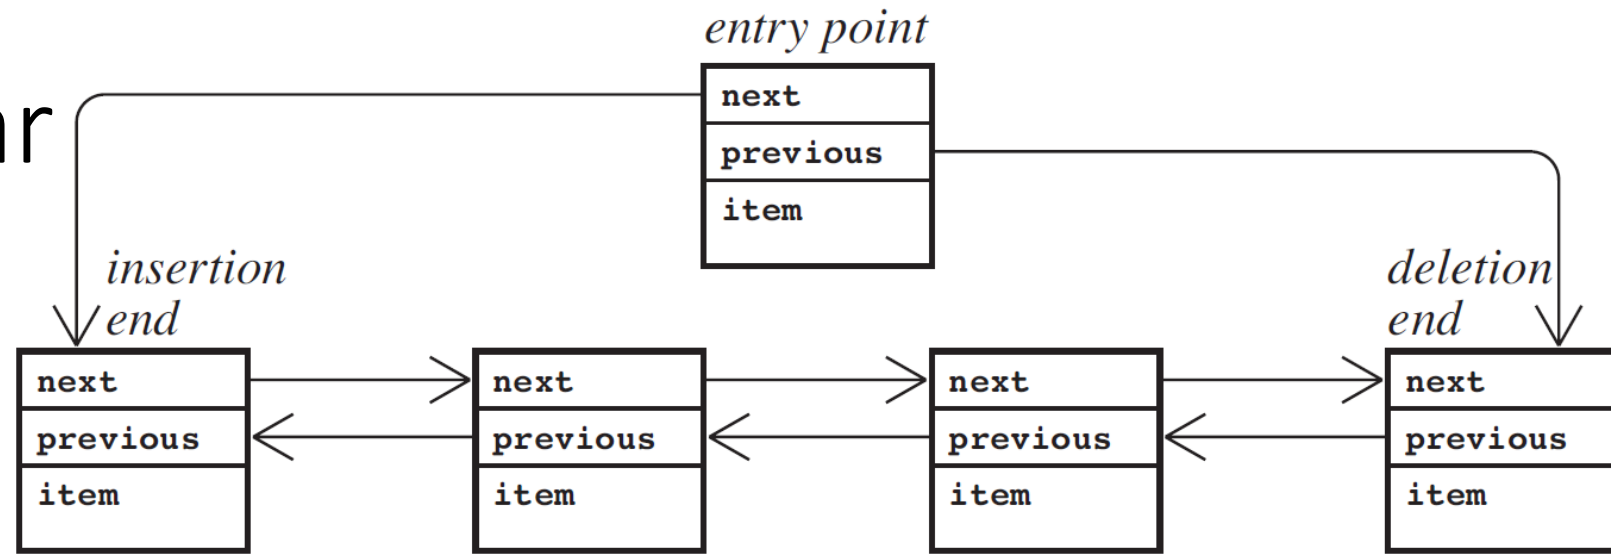 entry point
next
previous
item
ar
insertion
end
deletion
end
next
previous
item
next
previous
item
next
previous
item
next
previous
item